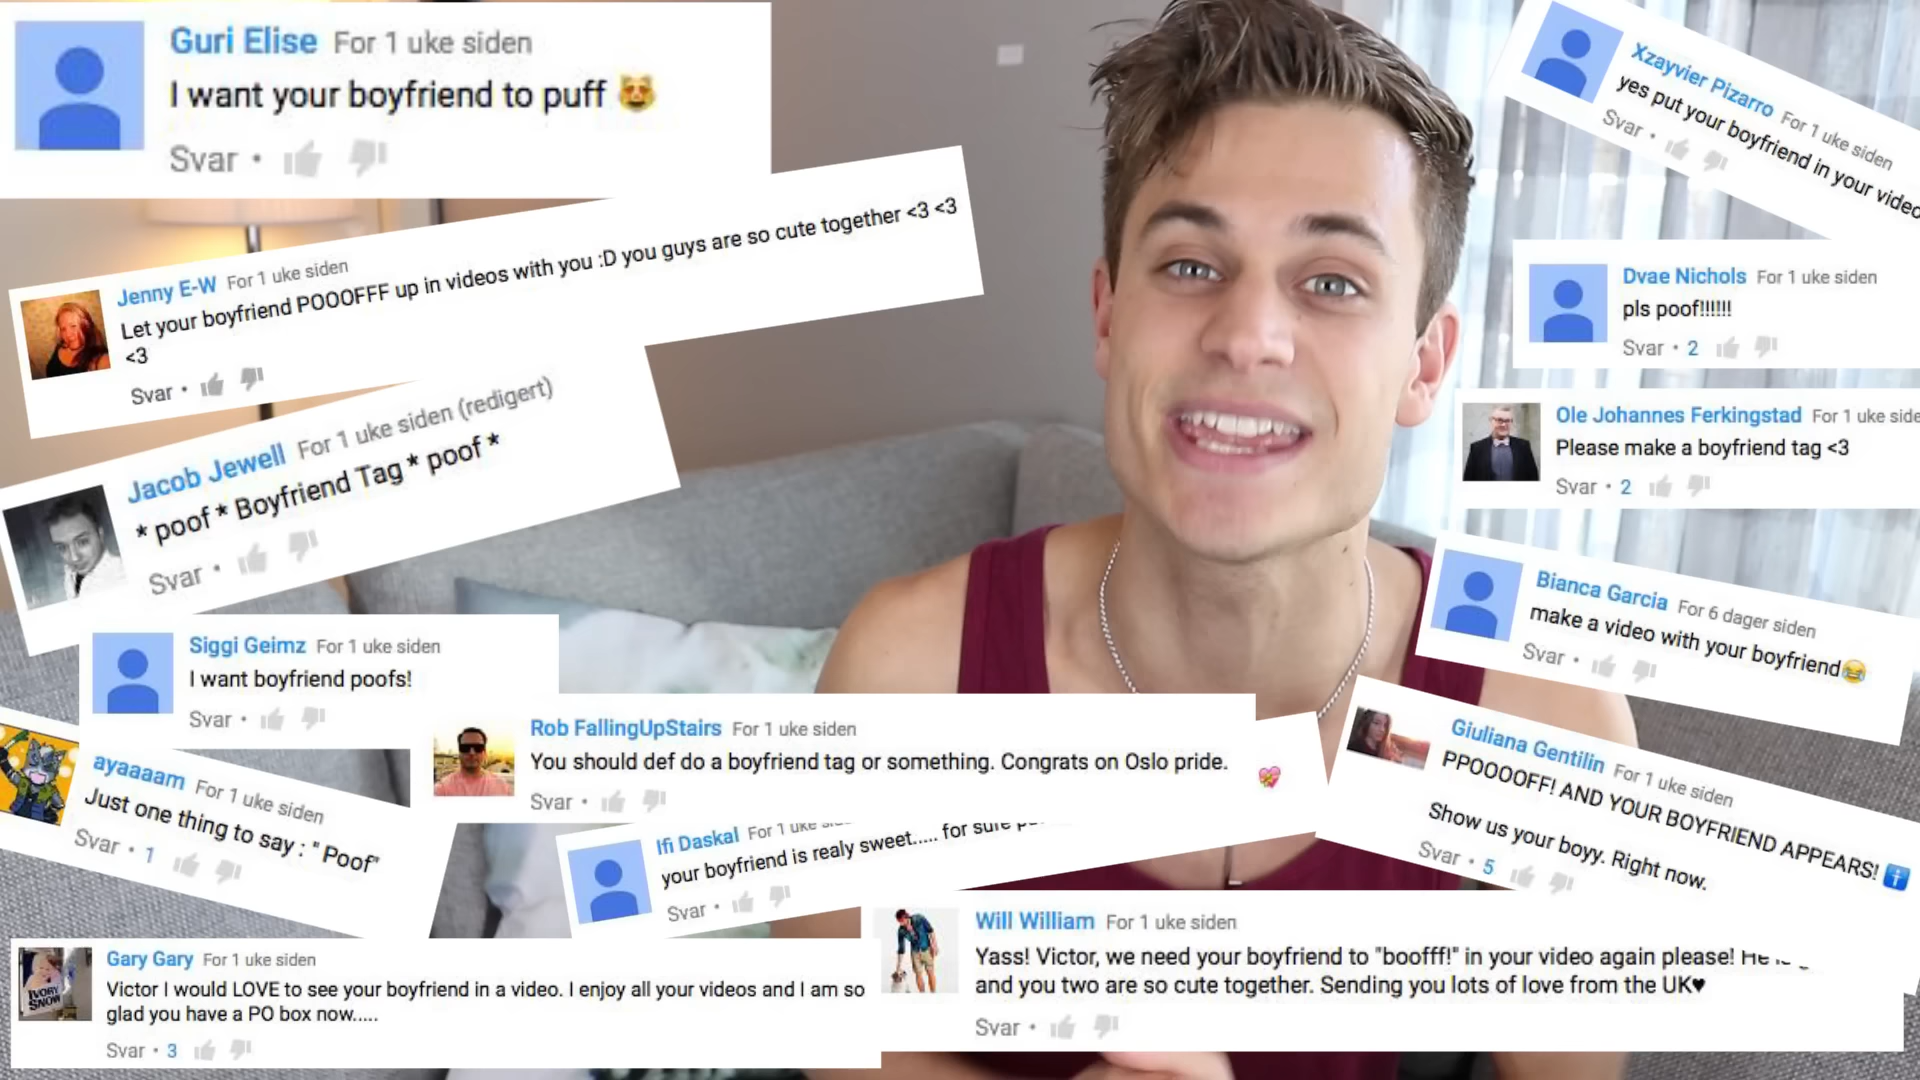 Guri Elise For 1 uke siden
I want your boyfriend to puff 😻
Svar •
Jenny E-W For 1 uke siden
Let your boyfriend POOOFFF up in videos with you :D you guys are so cute together <3 <3
<3
Svar •
Jacob Jewell For 1 uke siden (redigert)
* poof * Boyfriend Tag * poof *
Svar •
Siggi Geimz For 1 uke siden
I want boyfriend poofs!
Svar •
ayaaaam For 1 uke siden
Just one thing to say : " Poof"
Svar • 1
Gary Gary For 1 uke siden
Victor I would LOVE to see your boyfriend in a video. I enjoy all your videos and I am so
glad you have a PO box now.....
Svar • 3
IVORY
SNOW
Rob FallingUpStairs For 1 uke siden
You should def do a boyfriend tag or something. Congrats on Oslo pride.
Svar •
💝
Ifi Daskal For 1 uke
your boyfriend is realy sweet..... for sure
Svar •
Xzayvier Pizarro For 1 uke siden
yes put your boyfriend in your video
Svar •
Dvae Nichols For 1 uke siden
pls poof!!!!!!
Svar • 2
Ole Johannes Ferkingstad For 1 uke side
Please make a boyfriend tag <3
Svar • 2
Bianca Garcia For 6 dager siden
make a video with your boyfriend😂
Svar •
Giuliana Gentilin For 1 uke siden
PPOOOOFF! AND YOUR BOYFRIEND APPEARS!
Show us your boyy. Right now.
Svar • 5
Will William For 1 uke siden
Yass! Victor, we need your boyfriend to "boofff!" in your video again please! He is
and you two are so cute together. Sending you lots of love from the UK♥
Svar •